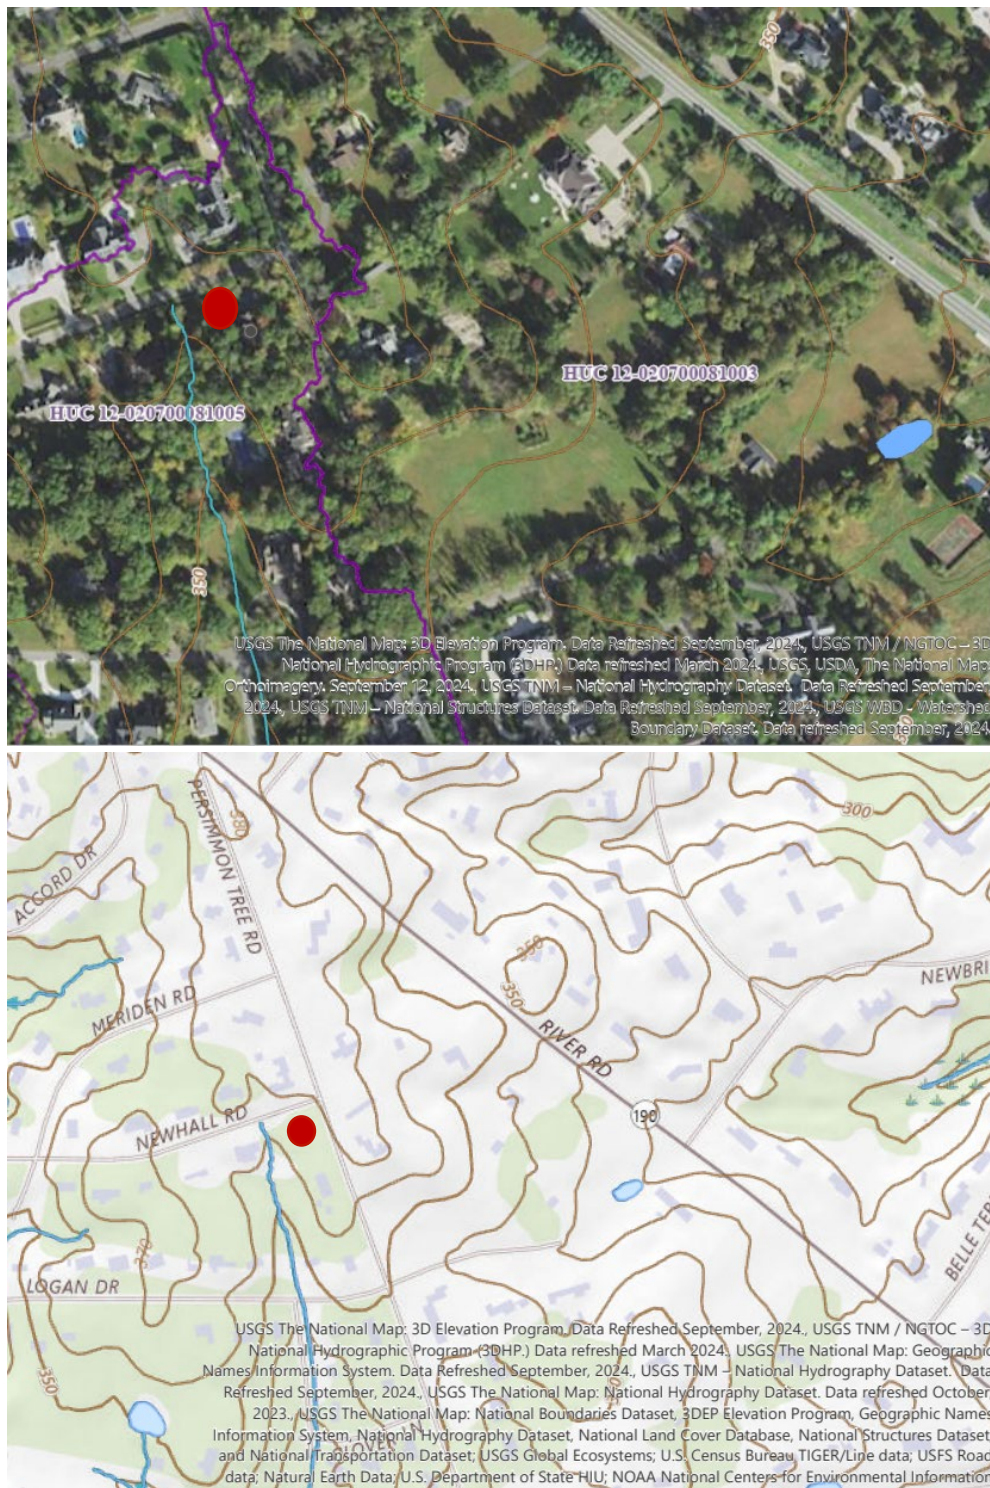 350
HUC 12-020700081003
HUC 12-020700081005
350
USGS The National Map: 3D Elevation Program. Data Refreshed September, 2024., USGS TNM / NGTOC – 3D
National Hydrographic Program (3DHP.) Data refreshed March 2024., USGS, USDA, The National Map:
Orthoimagery. September 12, 2024., USGS TNM – National Hydrography Dataset. Data Refreshed September,
2024., USGS TNM – National Structures Dataset. Data Refreshed September, 2024., USGS WBD - Watershed
Boundary Dataset. Data refreshed September, 2024.
350
PERSIMMON TREE RD
380
300
ACCORD DR
350
350
NEWBRI
MERIDEN RD
RIVER RD
NEWHALL RD
190
370
BELLE TER
LOGAN DR
USGS The National Map: 3D Elevation Program. Data Refreshed September, 2024., USGS TNM / NGTOC – 3D
National Hydrographic Program (3DHP.) Data refreshed March 2024., USGS The National Map: Geographic
Names Information System. Data Refreshed September, 2024., USGS TNM – National Hydrography Dataset. Data
Refreshed September, 2024., USGS The National Map: National Hydrography Dataset. Data refreshed October,
350
2023., USGS The National Map: National Boundaries Dataset, 3DEP Elevation Program, Geographic Names
Information System, National Hydrography Dataset, National Land Cover Database, National Structures Dataset,
and National Transportation Dataset; USGS Global Ecosystems; U.S. Census Bureau TIGER/Line data; USFS Road
data; Natural Earth Data; U.S. Department of State HIU; NOAA National Centers for Environmental Information